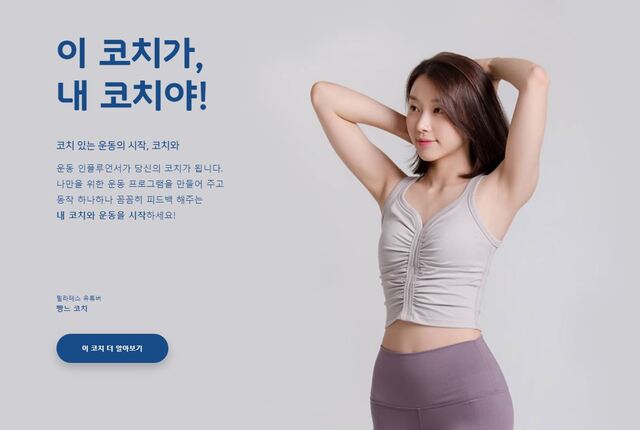 이 코치가,
내 코치야!
코치 있는 운동의 시작, 코치와
운동 인플루언서가 당신의 코치가 됩니다.
나만을 위한 운동 프로그램을 만들어 주고
동작 하나하나 꼼꼼히 피드백 해주는
내 코치와 운동을 시작하세요!
필라테스 유튜버
빵느 코치
이 코치 더 알아보기